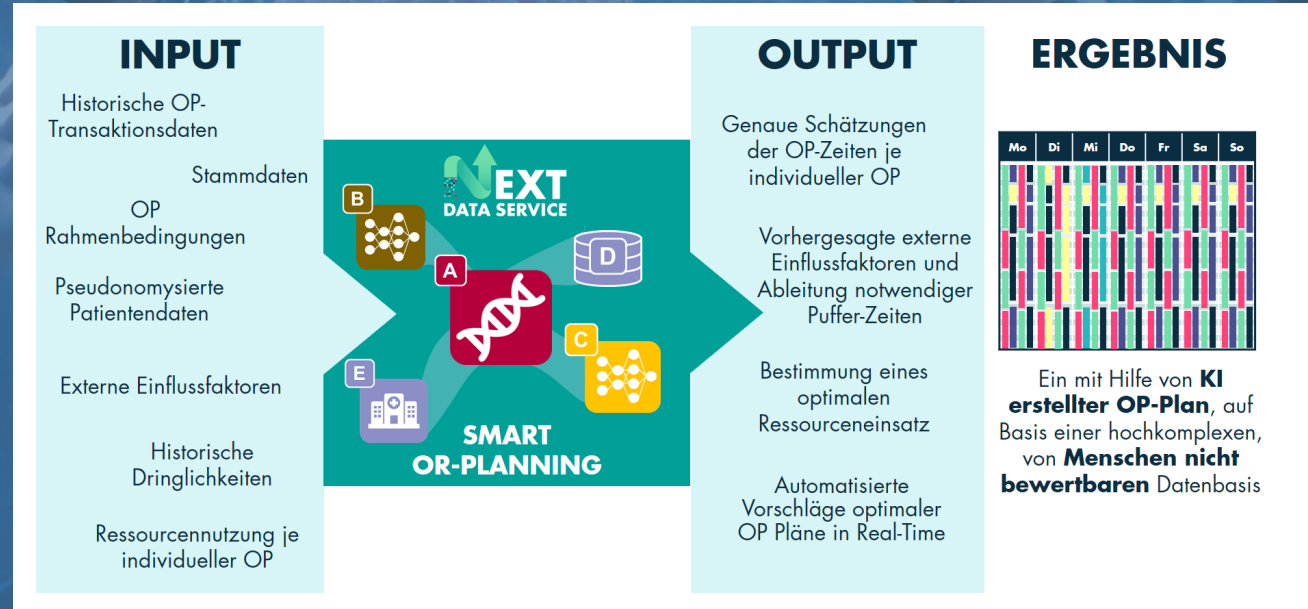 INPUT
Historische OP-
Transaktionsdaten
Stammdaten
OP
Rahmenbedingungen
Pseudonomysierte
Patientendaten
Externe Einflussfaktoren
Historische
Dringlichkeiten
Ressourcennutzung je
individueller OP
NEXT
DATA SERVICE
B
A
D
C
E
SMART
OR-PLANNING
OUTPUT
Genaue Schätzungen
der OP-Zeiten je
individueller OP
Vorhergesagte externe
Einflussfaktoren und
Ableitung notwendiger
Puffer-Zeiten
Bestimmung eines
optimalen
Ressourceneinsatz
Automatisierte
Vorschläge optimaler
OP Pläne in Real-Time
ERGEBNIS
Mo Di Mi Do Fr Sa So
Ein mit Hilfe von KI
erstellter OP-Plan, auf
Basis einer hochkomplexen,
von Menschen nicht
bewertbaren Datenbasis